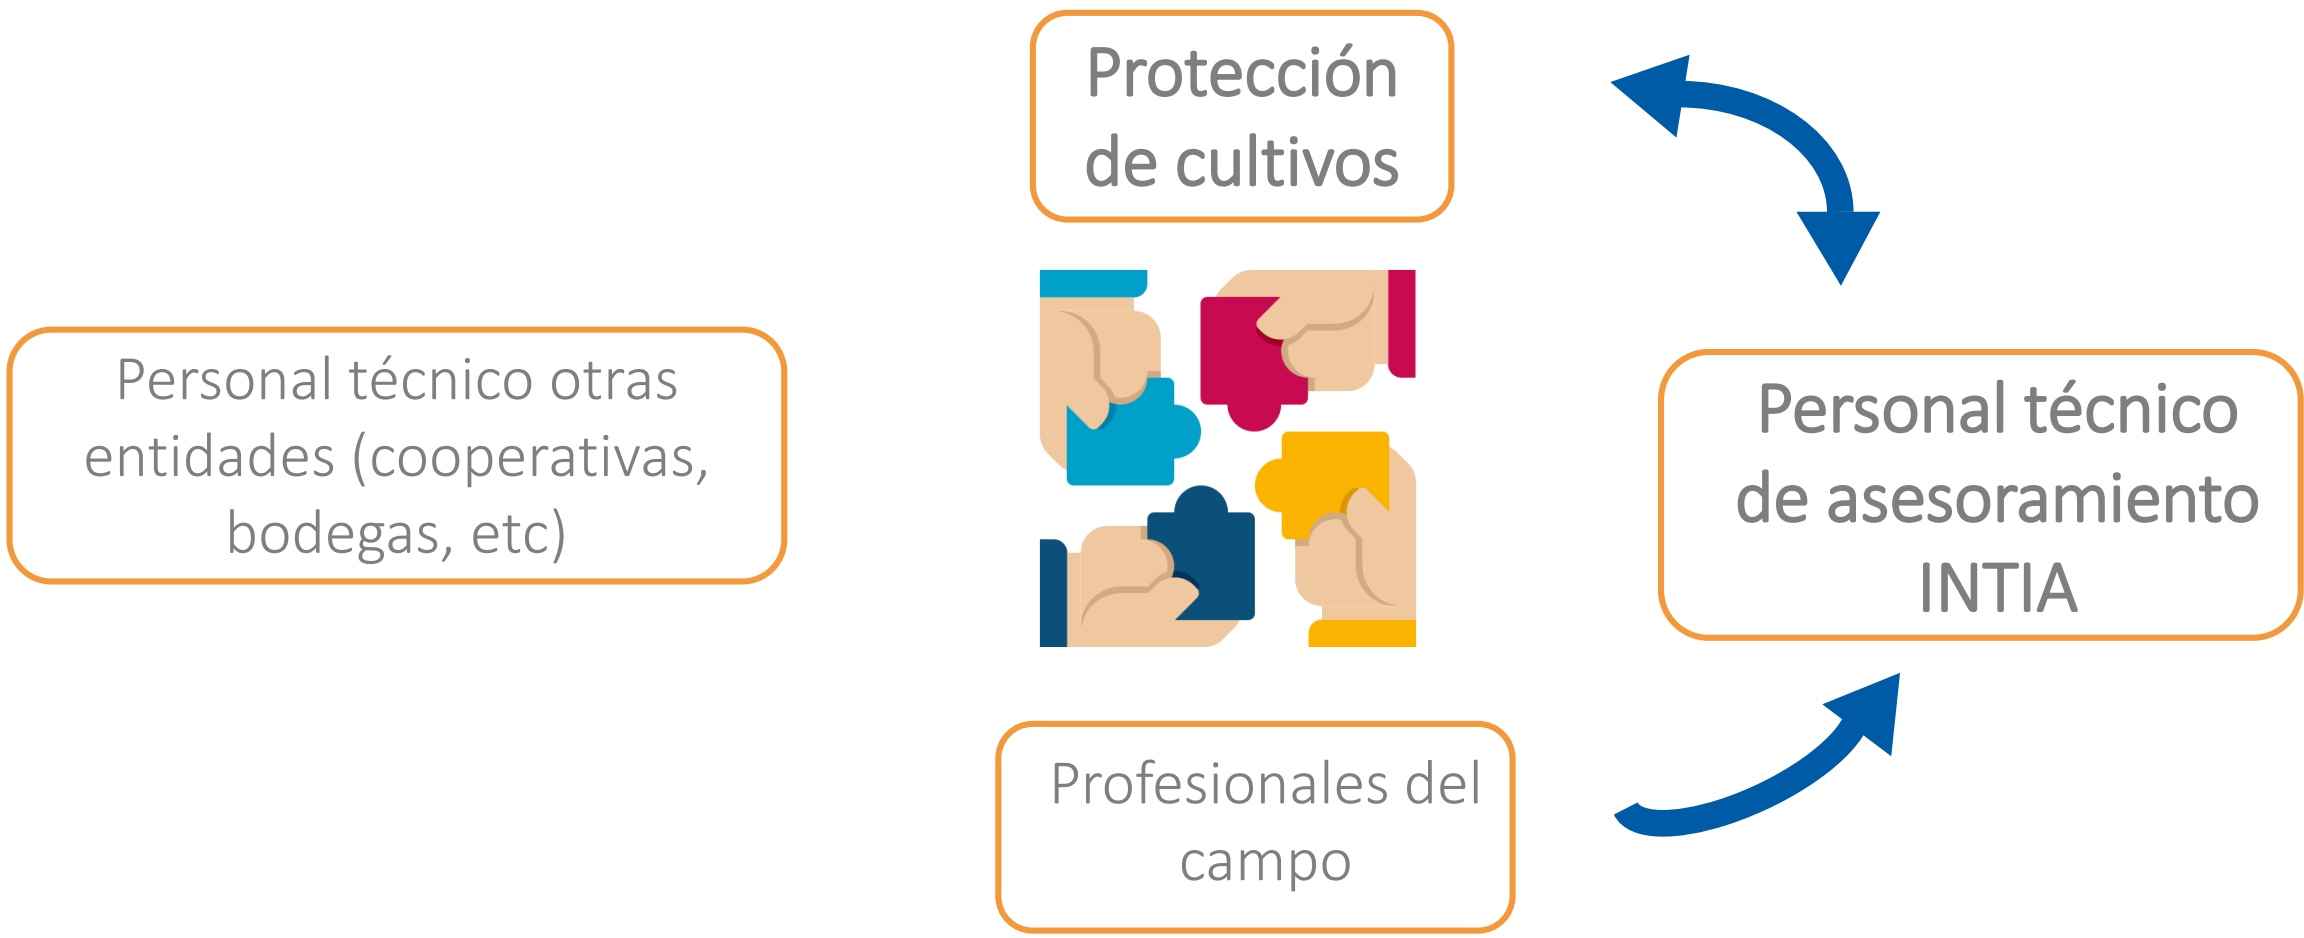 Protección
de cultivos
Personal técnico otras
entidades (cooperativas,
bodegas, etc)
Personal técnico
de asesoramiento
INTIA
Profesionales del
campo